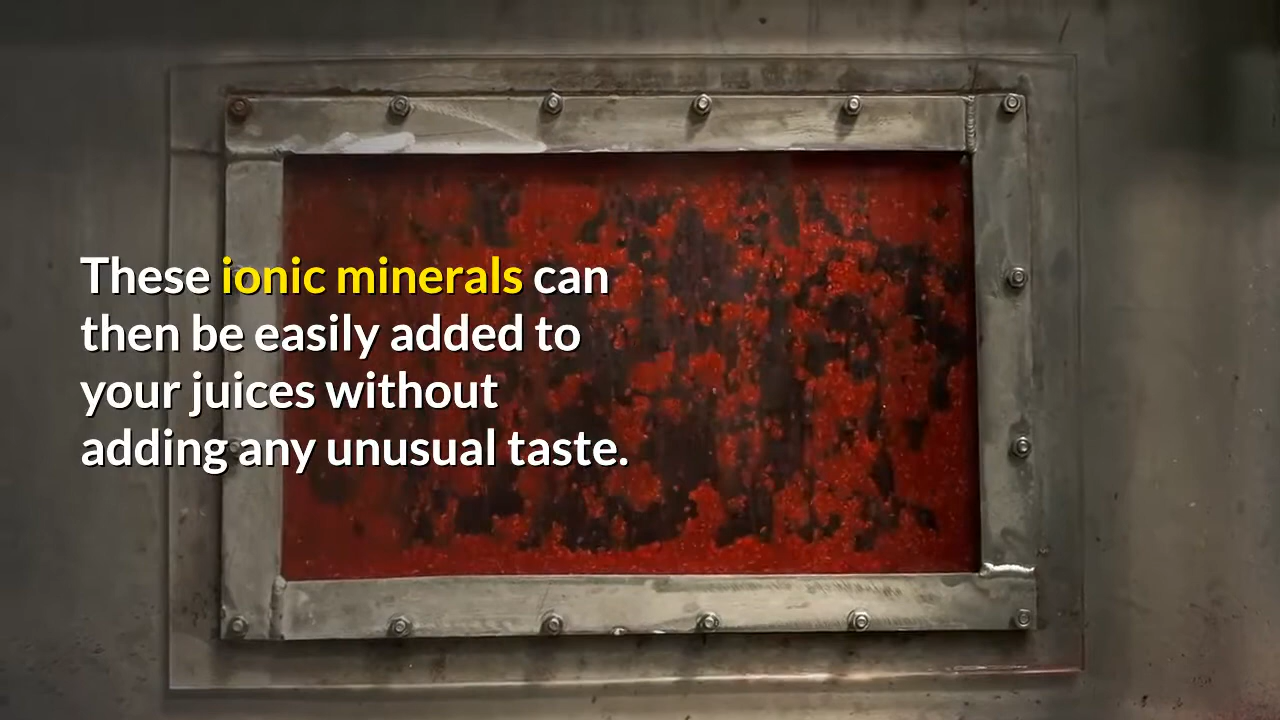 These ionic minerals can
then be easily added to
your juices without
adding any unusual taste.